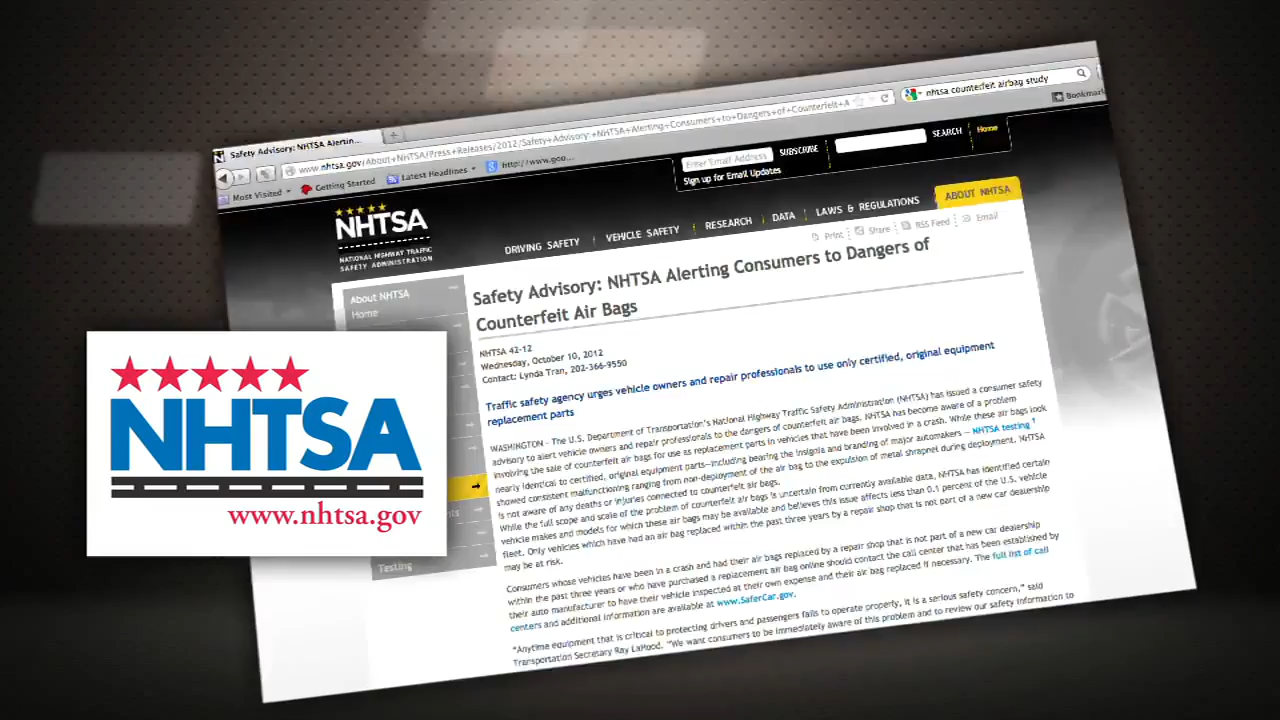 Safety Advisory: NHTSA Alertin...
www.nhtsa.gov/About+NHTSA/Press+Releases/2012/Safety+Advisory:+NHTSA+Alerting+Consumers+to+Dangers+of+Counterfeit+A
nhtsa counterfeit airbag study
Most Visited
Getting Started
Latest Headlines
http://www.goo...
Bookmark
Enter Email Address
SUBSCRIBE
SEARCH
Home
Sign up for Email Updates
NHTSA
NATIONAL HIGHWAY TRAFFIC
SAFETY ADMINISTRATION
DRIVING SAFETY
VEHICLE SAFETY
RESEARCH
DATA
LAWS & REGULATIONS
ABOUT NHTSA
Print
Share
RSS Feed
Email
About NHTSA
Home
Testing
Safety Advisory: NHTSA Alerting Consumers to Dangers of
Counterfeit Air Bags
NHTSA 42-12
Wednesday, October 10, 2012
Contact: Lynda Tran, 202-366-9550
Traffic safety agency urges vehicle owners and repair professionals to use only certified, original equipment
replacement parts
WASHINGTON - The U.S. Department of Transportation's National Highway Traffic Safety Administration (NHTSA) has issued a consumer safety
advisory to alert vehicle owners and repair professionals to the dangers of counterfeit air bags. NHTSA has become aware of a problem
involving the sale of counterfeit air bags for use as replacement parts in vehicles that have been involved in a crash. While these air bags look
nearly identical to certified, original equipment parts—including bearing the insignia and branding of major automakers — NHTSA testing 1
showed consistent malfunctioning ranging from non-deployment of the air bag to the expulsion of metal shrapnel during deployment. NHTSA
is not aware of any deaths or injuries connected to counterfeit air bags.
While the full scope and scale of the problem of counterfeit air bags is uncertain from currently available data, NHTSA has identified certain
vehicle makes and models for which these air bags may be available and believes this issue affects less than 0.1 percent of the U.S. vehicle
fleet. Only vehicles which have had an air bag replaced within the past three years by a repair shop that is not part of a new car dealership
may be at risk.
Consumers whose vehicles have been in a crash and had their air bags replaced by a repair shop that is not part of a new car dealership
within the past three years or who have purchased a replacement air bag online should contact the call center that has been established by
their auto manufacturer to have their vehicle inspected at their own expense and their air bag replaced if necessary. The full list of call
centers and additional information are available at www.SaferCar.gov.
"Anytime equipment that is critical to protecting drivers and passengers fails to operate properly, it is a serious safety concern," said
Transportation Secretary Ray LaHood. "We want consumers to be immediately aware of this problem and to review our safety information to
NHTSA
www.nhtsa.gov